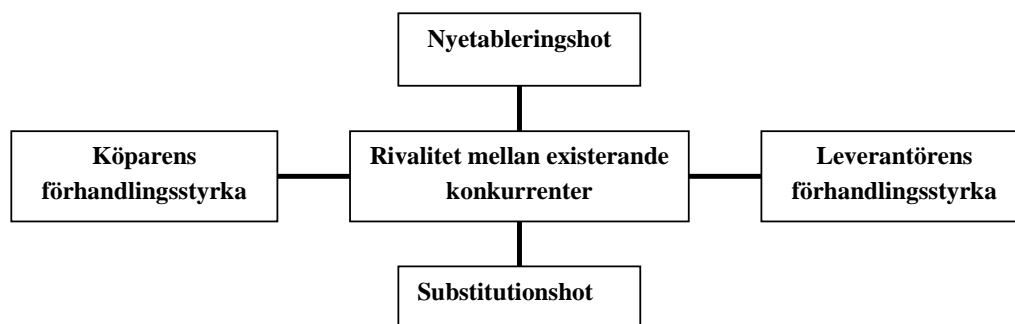 Nyetableringshot
Köparens
förhandlingsstyrka
Rivalitet mellan existerande
konkurrenter
Leverantörens
förhandlingsstyrka
Substitutionshot